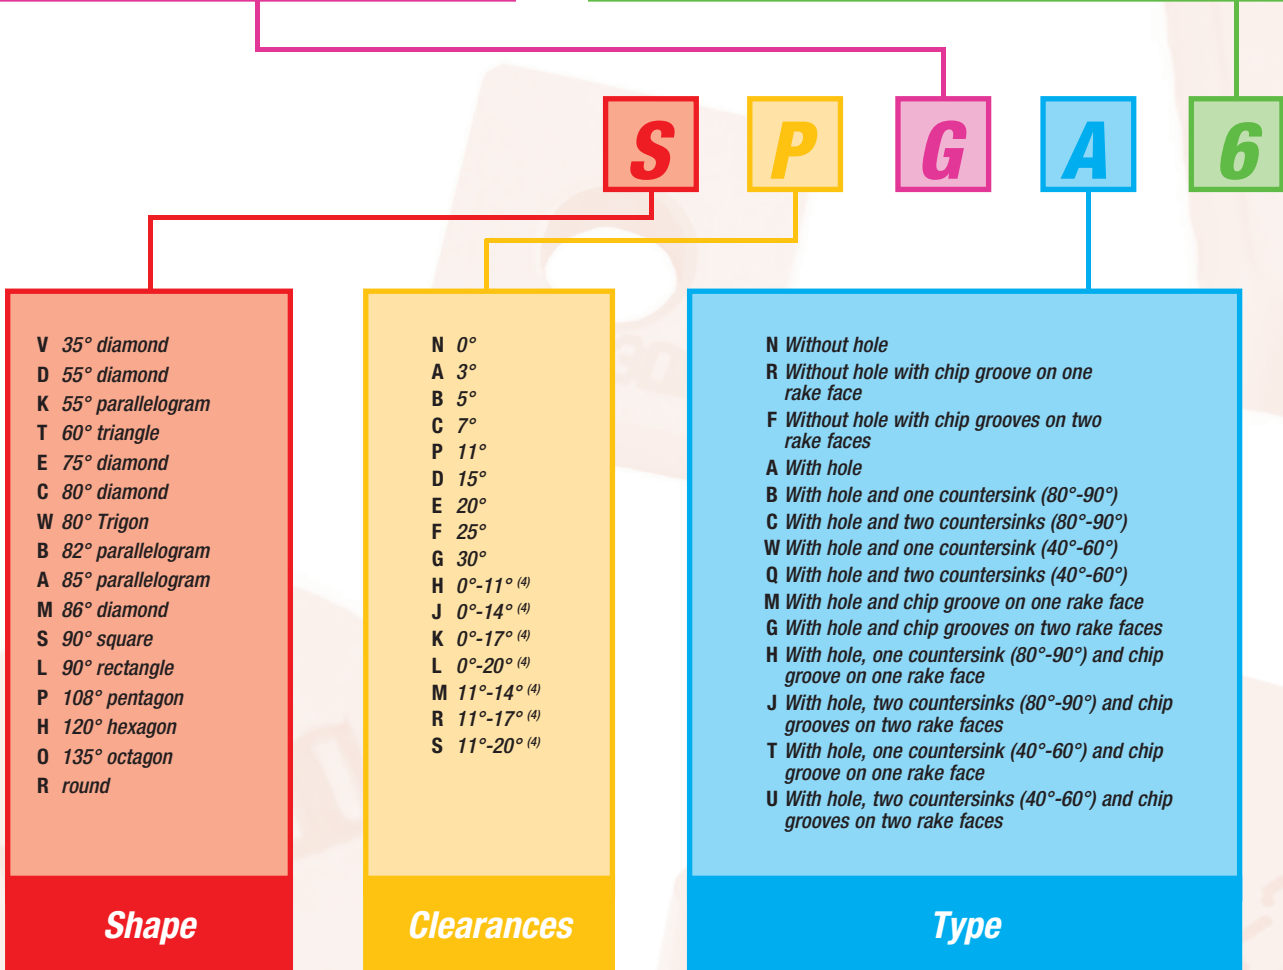 S P G A 6
V 35° diamond
D 55° diamond
K 55° parallelogram
T 60° triangle
E 75° diamond
C 80° diamond
W 80° Trigon
B 82° parallelogram
A 85° parallelogram
M 86° diamond
S 90° square
L 90° rectangle
P 108° pentagon
H 120° hexagon
O 135° octagon
R round
Shape
N 0°
A 3°
B 5°
C 7°
P 11°
D 15°
E 20°
F 25°
G 30°
H 0°-11° (4)
J 0°-14° (4)
K 0°-17° (4)
L 0°-20° (4)
M 11°-14° (4)
R 11°-17° (4)
S 11°-20° (4)
Clearances
N Without hole
R Without hole with chip groove on one
rake face
F Without hole with chip grooves on two
rake faces
A With hole
B With hole and one countersink (80°-90°)
C With hole and two countersinks (80°-90°)
W With hole and one countersink (40°-60°)
Q With hole and two countersinks (40°-60°)
M With hole and chip groove on one rake face
G With hole and chip grooves on two rake faces
H With hole, one countersink (80°-90°) and chip
groove on one rake face
J With hole, two countersinks (80°-90°) and chip
grooves on two rake faces
T With hole, one countersink (40°-60°) and chip
groove on one rake face
U With hole, two countersinks (40°-60°) and chip
grooves on two rake faces
Type